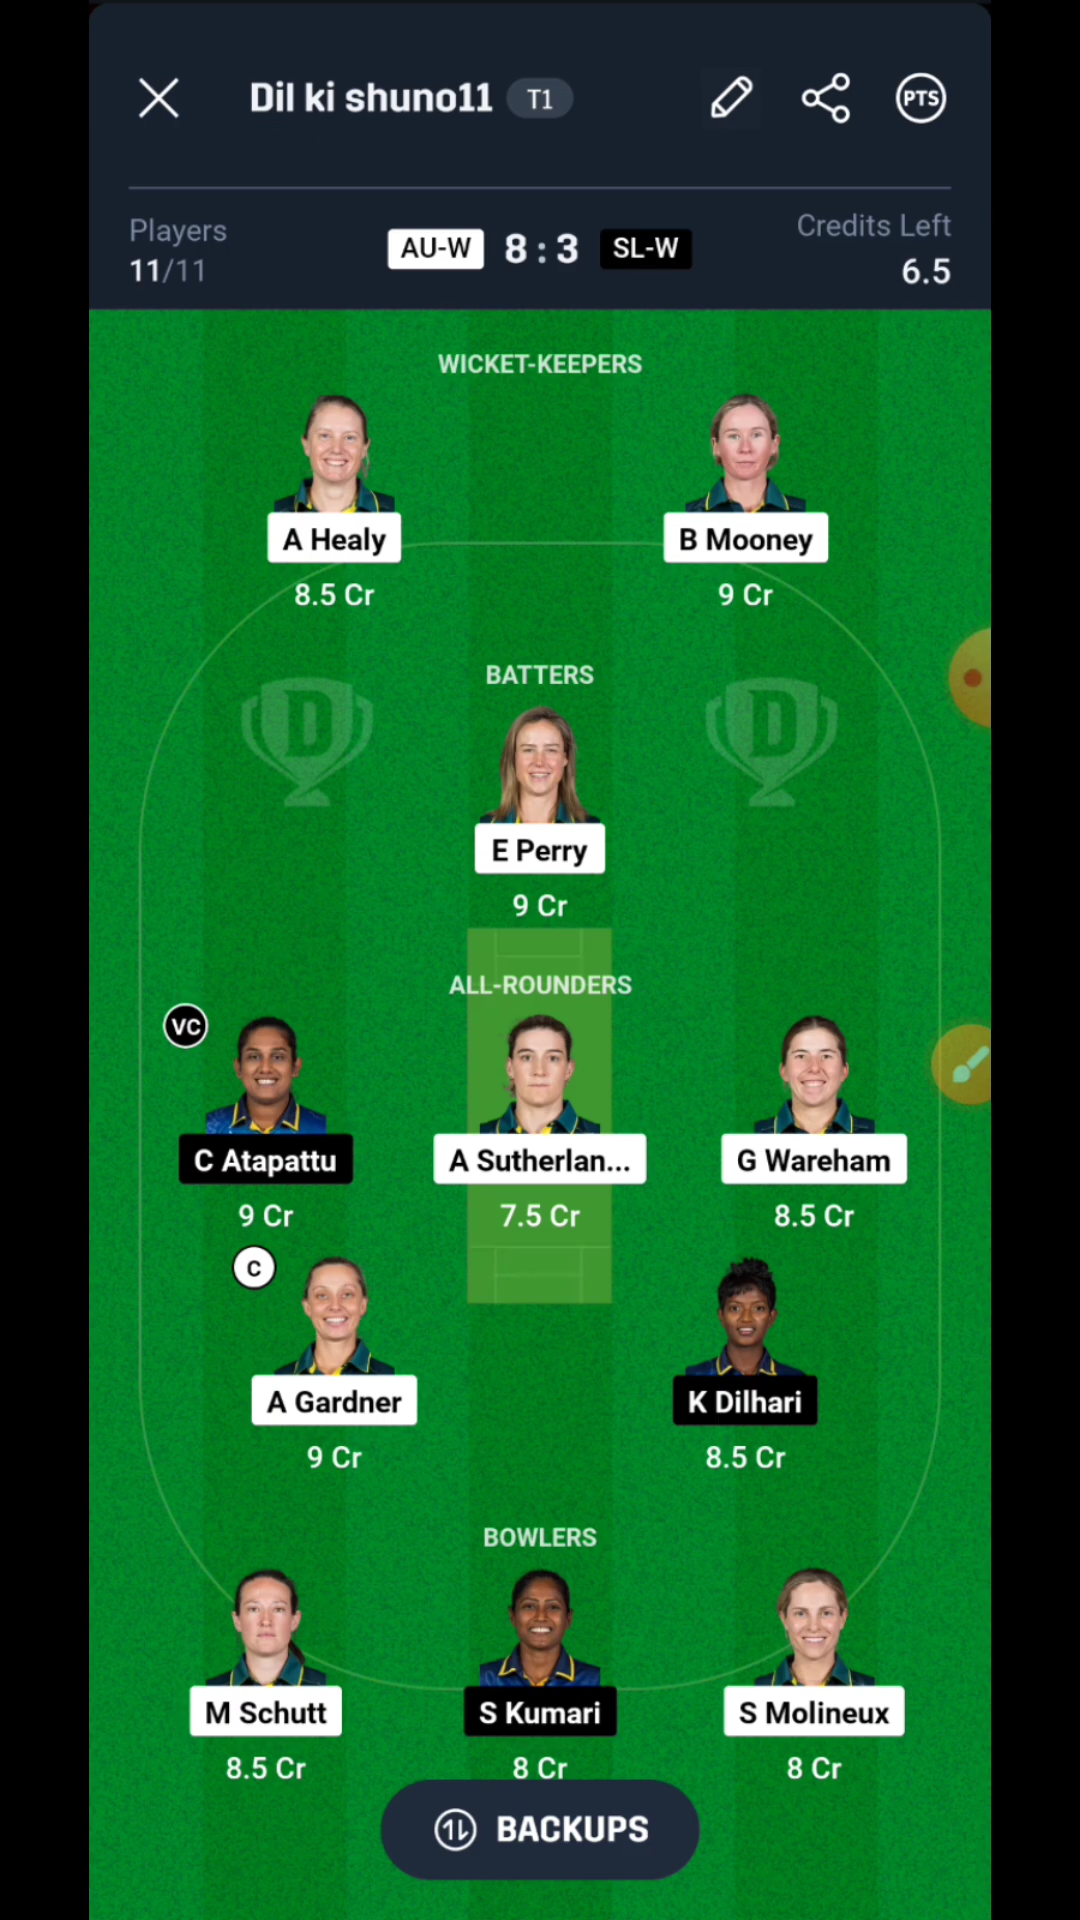 Dil ki shuno11 T1 PTS
Players
11/11
AU-W 8 : 3 SL-W
Credits Left
6.5
WICKET-KEEPERS
A Healy
8.5 Cr
B Mooney
9 Cr
D D
BATTERS
E Perry
9 Cr
ALL-ROUNDERS
VC
C Atapattu
9 Cr
A Sutherlan...
7.5 Cr
G Wareham
8.5 Cr
C
A Gardner
9 Cr
K Dilhari
8.5 Cr
BOWLERS
M Schutt
8.5 Cr
S Kumari
8 Cr
S Molineux
8 Cr
BACKUPS